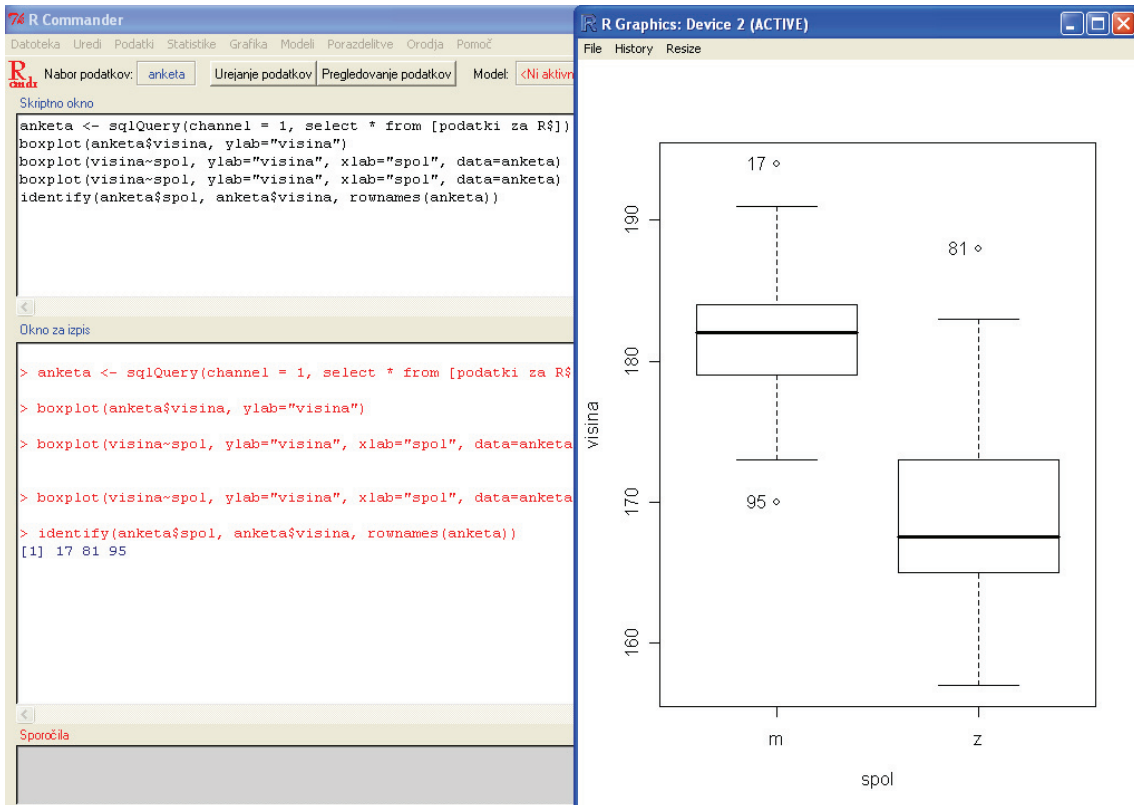 R Commander
Datoteka Uredi Podatki Statistike Grafika Modeli Porazdelitve Orodja Pomoč
R cmdr Nabor podatkov: anketa Urejanje podatkov Pregledovanje podatkov Model: <Ni aktivn
Skriptno okno
anketa <- sqlQuery(channel = 1, select * from [podatki za R$])
boxplot(anketa$visina, ylab="visina")
boxplot(visina~spol, ylab="visina", xlab="spol", data=anketa)
boxplot(visina~spol, ylab="visina", xlab="spol", data=anketa)
identify(anketa$spol, anketa$visina, rownames(anketa))
Okno za izpis
> anketa <- sqlQuery(channel = 1, select * from [podatki za R$
> boxplot(anketa$visina, ylab="visina")
> boxplot(visina~spol, ylab="visina", xlab="spol", data=anketa
> boxplot(visina~spol, ylab="visina", xlab="spol", data=anketa
> identify(anketa$spol, anketa$visina, rownames(anketa))
[1] 17 81 95
Sporočila
R Graphics: Device 2 (ACTIVE)
File History Resize
17
190
81
180
visina
170
95
160
m z
spol